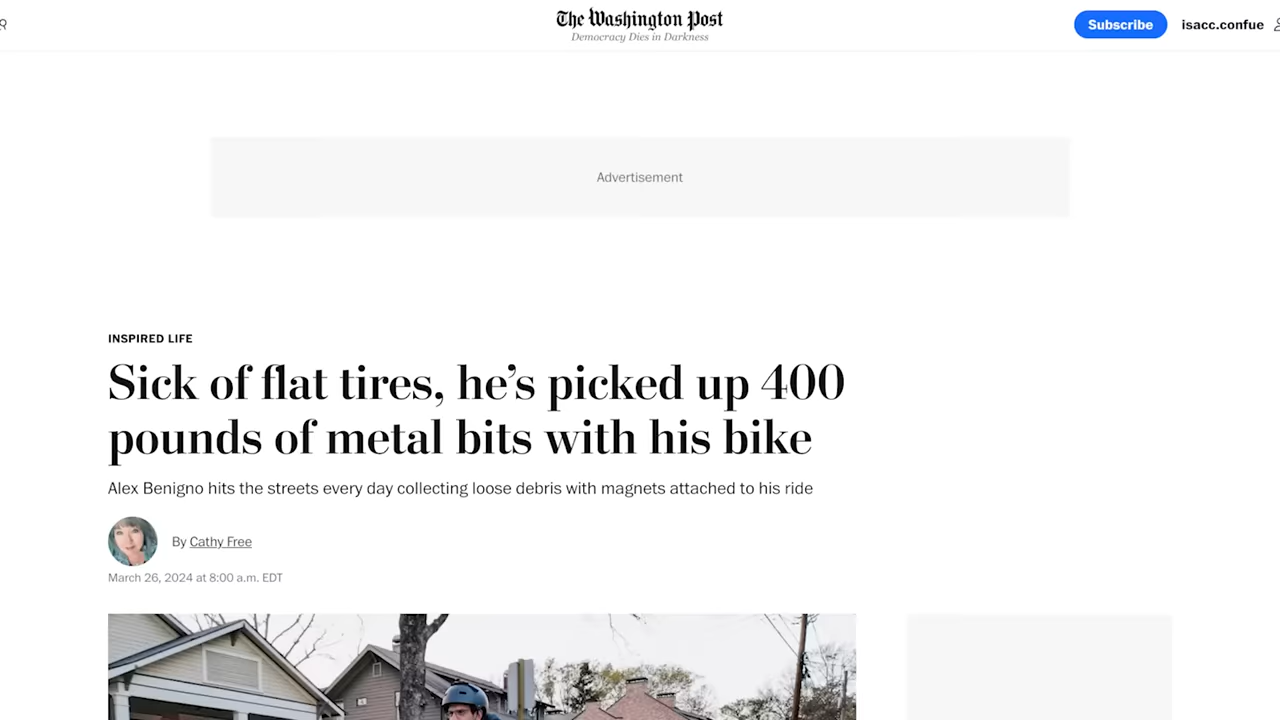 The Washington Post
Democracy Dies in Darkness
Subscribe
isacc.confue
Advertisement
INSPIRED LIFE
Sick of flat tires, he's picked up 400
pounds of metal bits with his bike
Alex Benigno hits the streets every day collecting loose debris with magnets attached to his ride
By Cathy Free
March 26, 2024 at 8:00 a.m. EDT